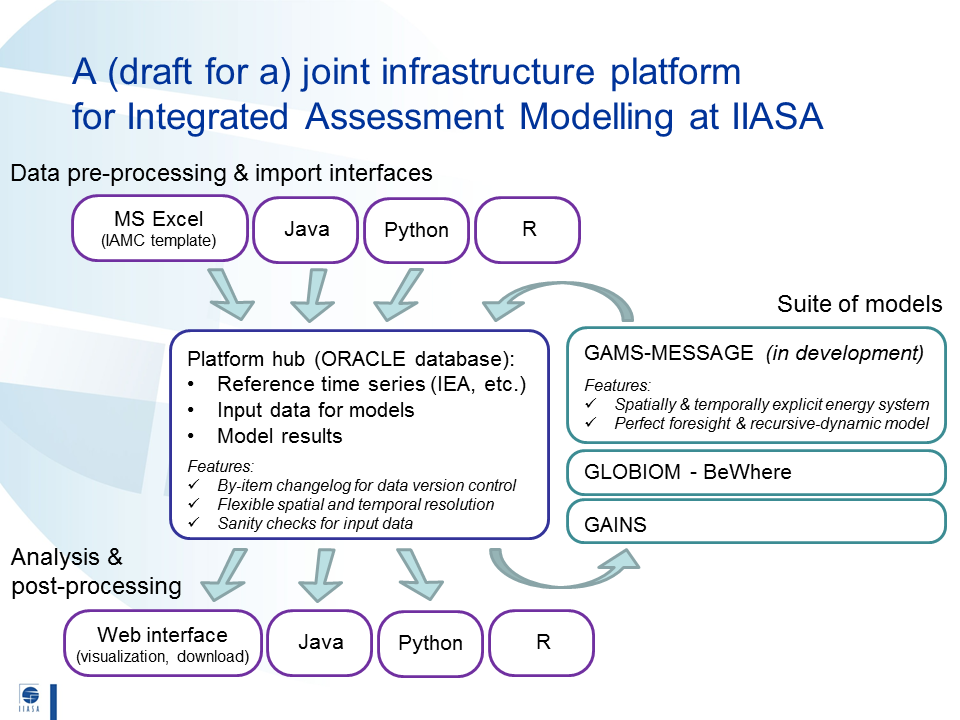 A (draft for a) joint infrastructure platform
for Integrated Assessment Modelling at IIASA
Data pre-processing & import interfaces
MS Excel
(IAMC template)
Java
Python
R
Suite of models
Platform hub (ORACLE database):
• Reference time series (IEA, etc.)
• Input data for models
• Model results
Features:
✓ By-item changelog for data version control
✓ Flexible spatial and temporal resolution
✓ Sanity checks for input data
GAMS-MESSAGE (in development)
Features:
✓ Spatially & temporally explicit energy system
✓ Perfect foresight & recursive-dynamic model
GLOBIOM - BeWhere
GAINS
Analysis &
post-processing
Web interface
(visualization, download)
Java
Python
R
IIASA